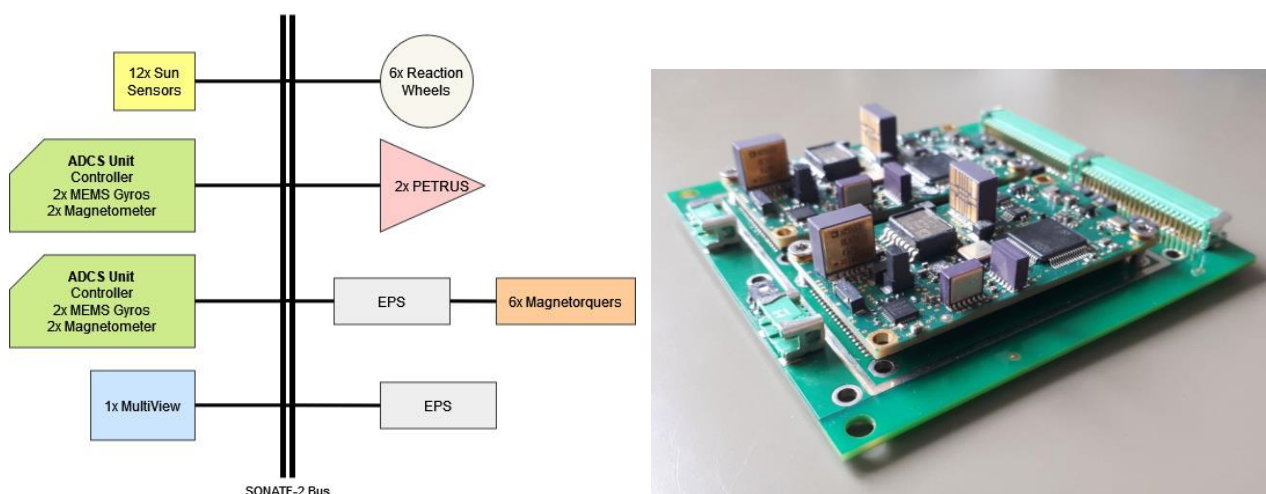 12x Sun
Sensors
6x Reaction
Wheels
ADCS Unit
Controller
2x MEMS Gyros
2x Magnetometer
2x PETRUS
ADCS Unit
Controller
2x MEMS Gyros
2x Magnetometer
EPS
6x Magnetorquers
1x MultiView
EPS
SONATE-2 Bus